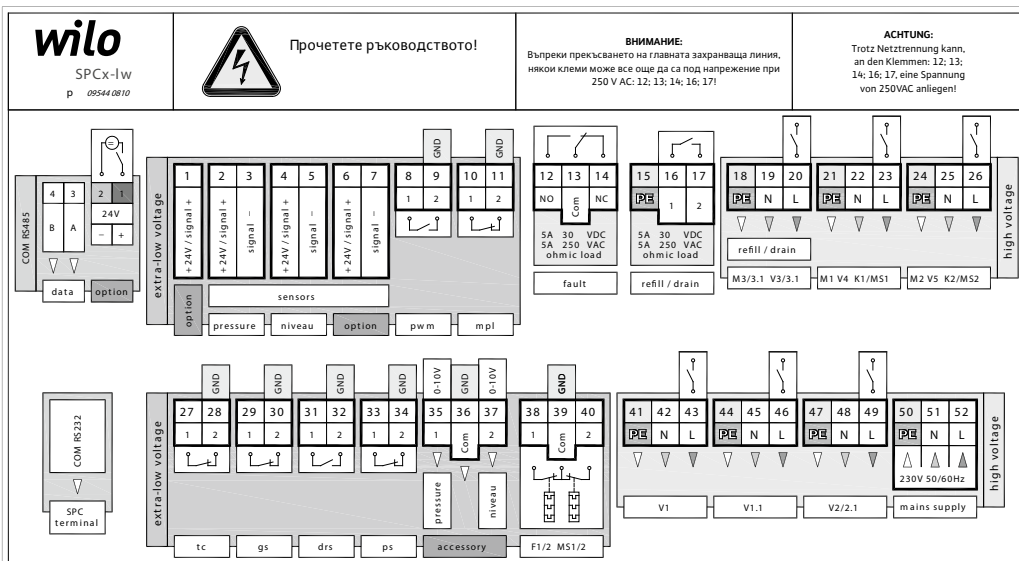 wilo
SPCx-lw
p 09544 0810
Прочетете ръководството!
ВНИМАНИЕ:
Въпреки прекъсването на главната захранваща линия,
някои клеми може все още да са под напрежение при
250 V AC: 12; 13; 14; 16; 17!
ACHTUNG:
Trotz Netztrennung kann,
an den Klemmen: 12; 13;
14; 16; 17, eine Spannung
von 250VAC anliegen!
COM RS485
4 3 2 1
24V
B A − +
data option
extra-low voltage
1 2 3 4 5 6 7 8 9 10 11
+ 24V / signal +
+ 24V / signal +
signal −
+ 24V / signal +
signal −
+ 24V / signal +
signal −
GND GND
1 2 1 2
option
sensors
pressure niveau option pwm mpl
12 13 14
NO Com NC
5A 30 VDC
5A 250 VAC
ohmic load
fault
15 16 17
PE 1 2
5A 30 VDC
5A 250 VAC
ohmic load
refill / drain
18 19 20 21 22 23 24 25 26
PE N L PE N L PE N L
refill / drain
M3/3.1 V3/3.1 M1 V4 K1/MS1 M2 V5 K2/MS2
high voltage
COM RS232
SPC
terminal
extra-low voltage
GND GND GND GND 0-10V GND 0-10V GND
27 28 29 30 31 32 33 34 35 36 37 38 39 40
1 2 1 2 1 2 1 2 1 Com 2 1 Com 2
pressure niveau
tc gs drs ps accessory F1/2 MS1/2
41 42 43 44 45 46 47 48 49 50 51 52
PE N L PE N L PE N L PE N L
230V 50/60Hz
V1 V1.1 V2/2.1 mains supply
high voltage